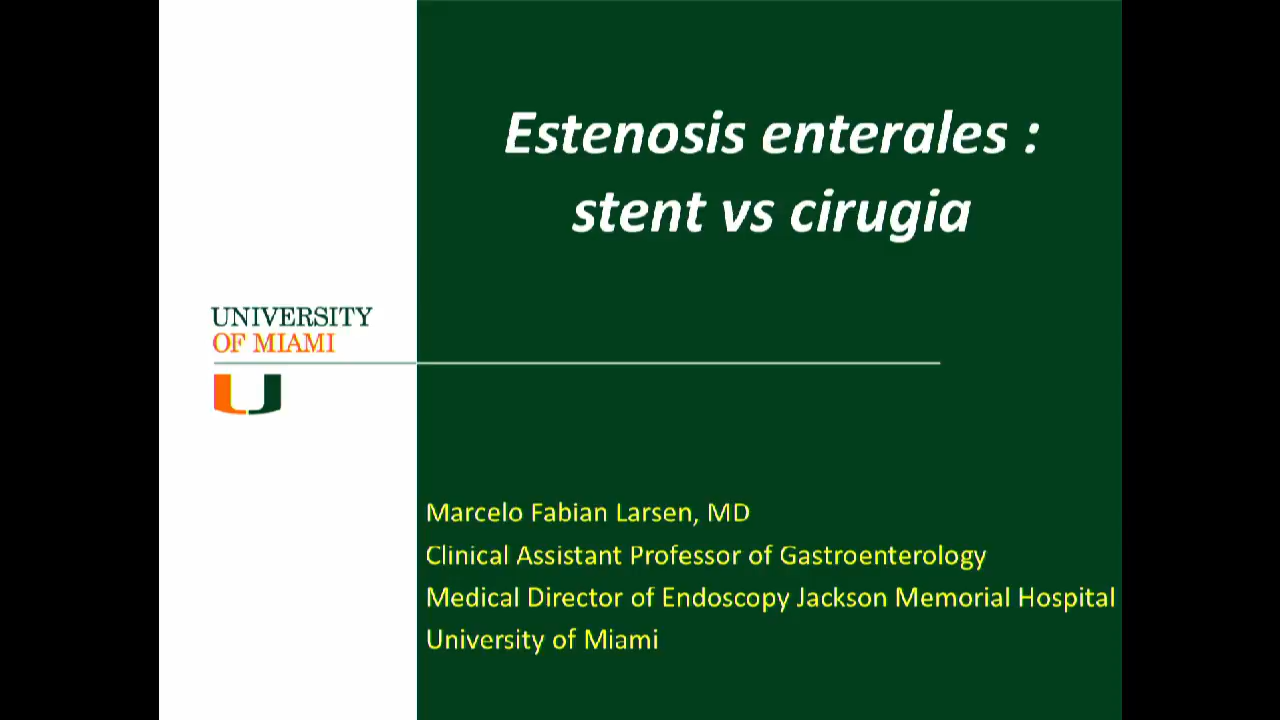 Estenosis enterales :
stent vs cirugia
UNIVERSITY
OF MIAMI
Marcelo Fabian Larsen, MD
Clinical Assistant Professor of Gastroenterology
Medical Director of Endoscopy Jackson Memorial Hospital
University of Miami